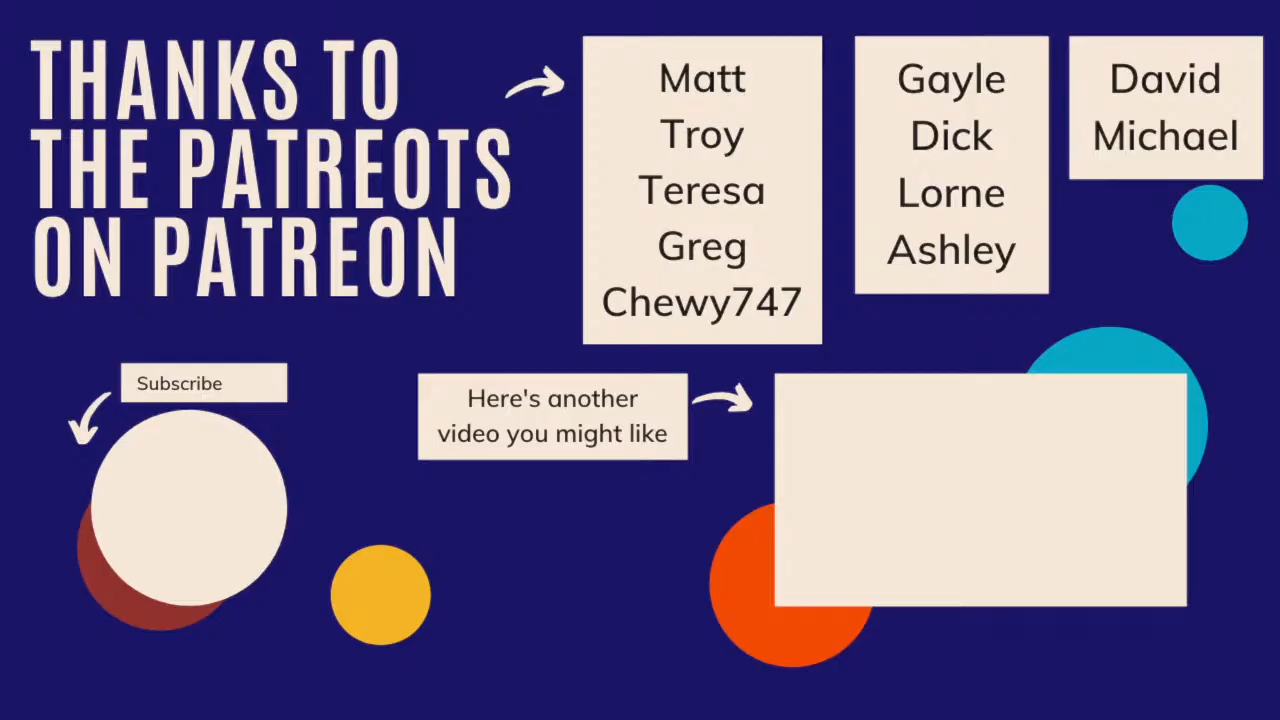 THANKS TO
THE PATREOTS
ON PATREON
Matt
Troy
Teresa
Greg
Chewy747
Gayle
Dick
Lorne
Ashley
David
Michael
Subscribe
Here's another
video you might like